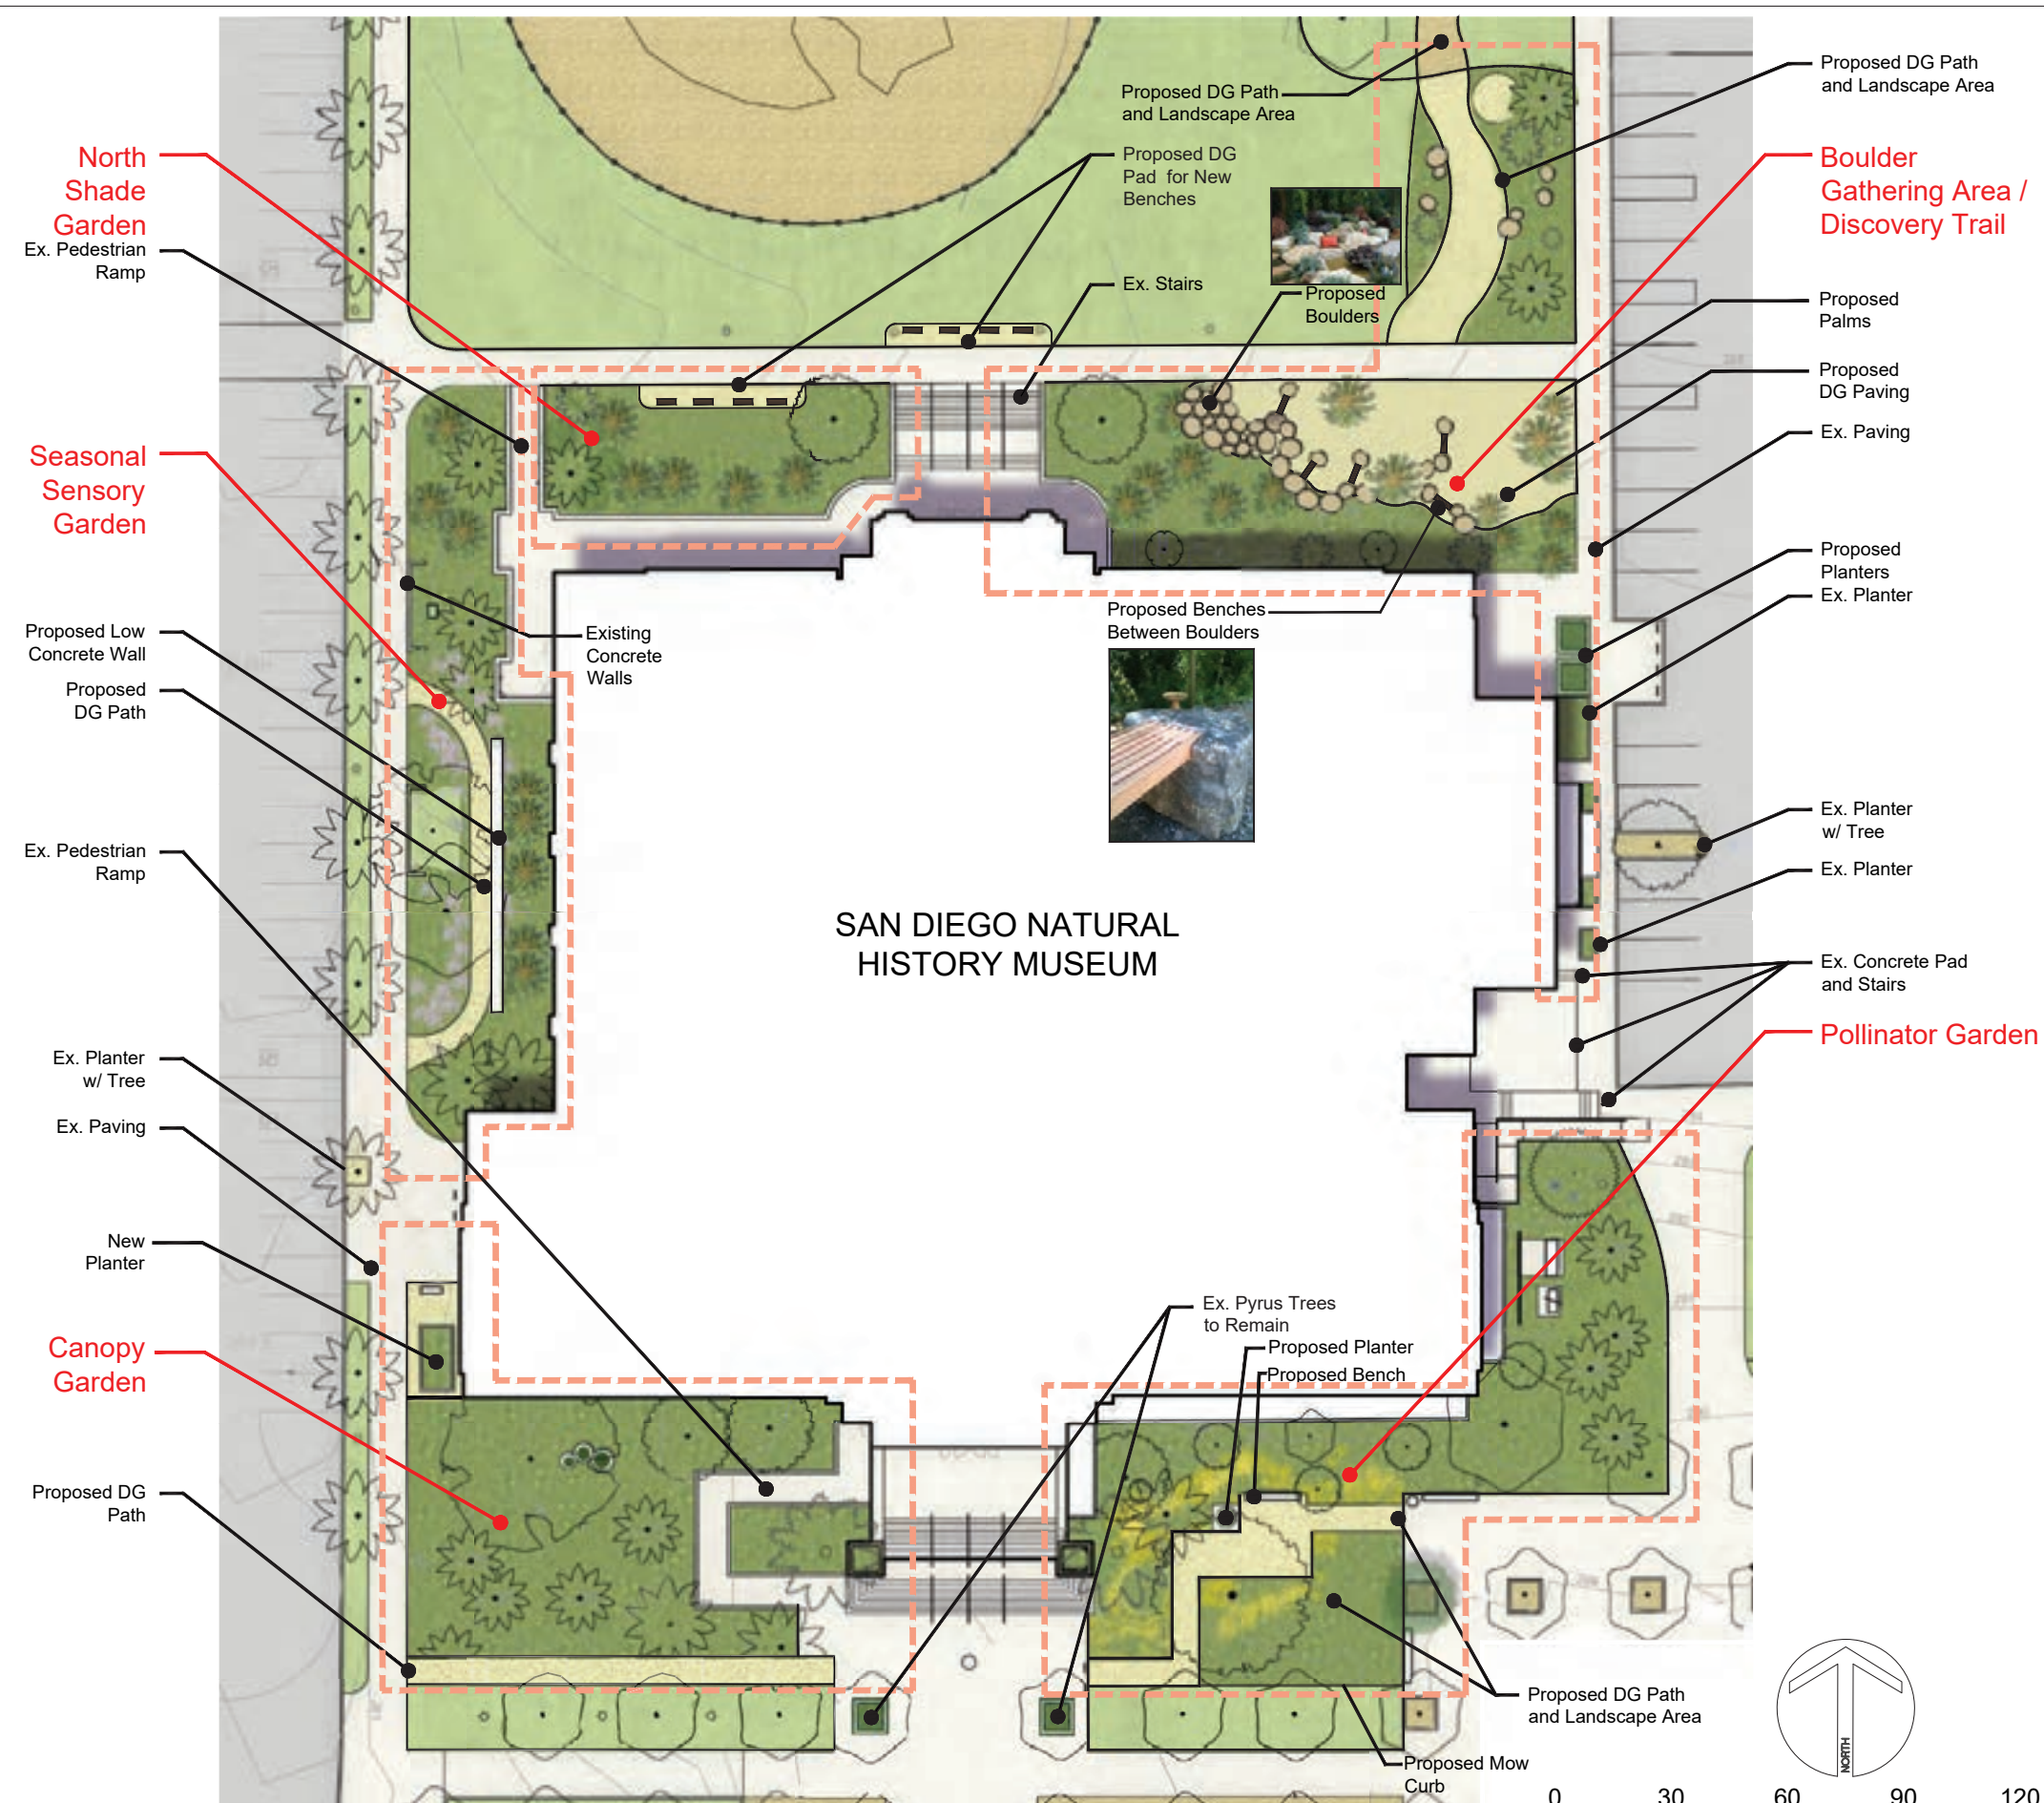 North
Shade
Garden
Ex. Pedestrian
Ramp
Seasonal
Sensory
Garden
Proposed Low
Concrete Wall
Proposed
DG Path
Ex. Pedestrian
Ramp
Ex. Planter
w/ Tree
Ex. Paving
New
Planter
Canopy
Garden
Proposed DG
Path
Proposed DG Path
and Landscape Area
Proposed DG
Pad for New
Benches
Ex. Stairs
Proposed
Boulders
Existing
Concrete
Walls
Proposed Benches
Between Boulders
SAN DIEGO NATURAL
HISTORY MUSEUM
Ex. Pyrus Trees
to Remain
Proposed Planter
Proposed Bench
Proposed DG Path
and Landscape Area
Boulder
Gathering Area /
Discovery Trail
Proposed
Palms
Proposed
DG Paving
Ex. Paving
Proposed
Planters
Ex. Planter
Ex. Planter
w/ Tree
Ex. Planter
Ex. Concrete Pad
and Stairs
Pollinator Garden
Proposed DG Path
and Landscape Area
Proposed Mow
Curb
NORTH
0 30 60 90 120